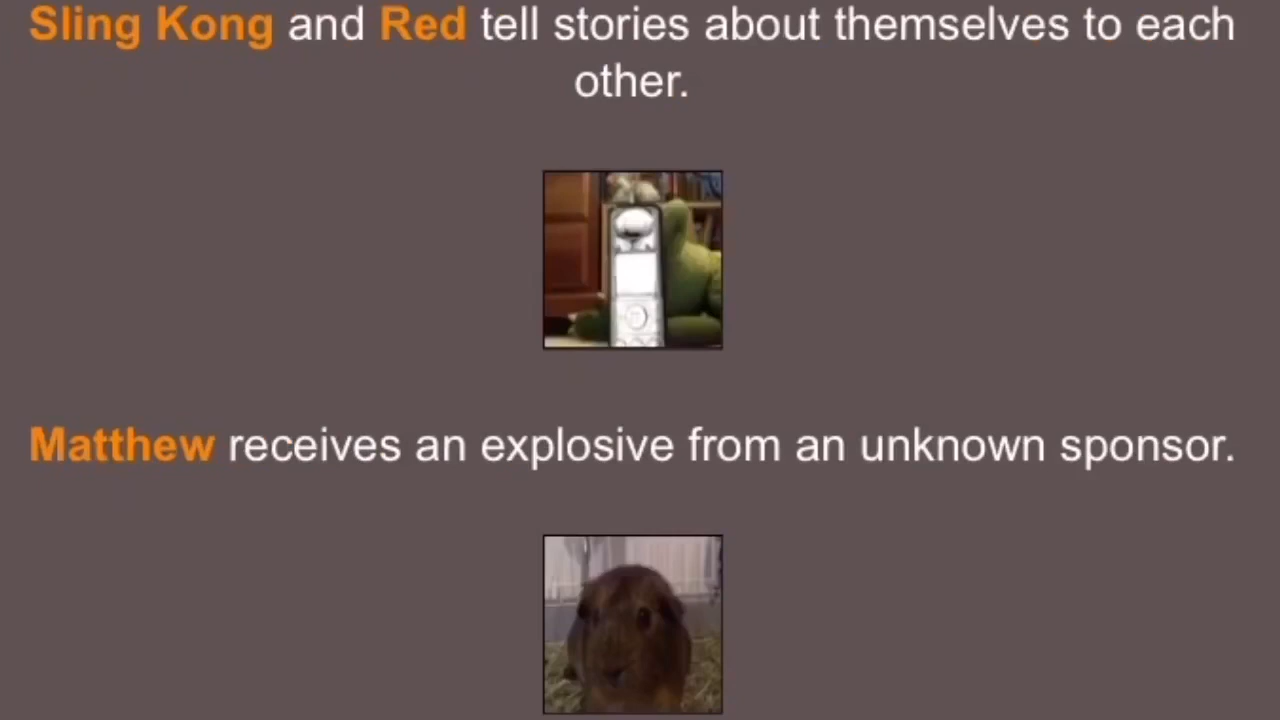 Sling Kong and Red tell stories about themselves to each
other.
Matthew receives an explosive from an unknown sponsor.